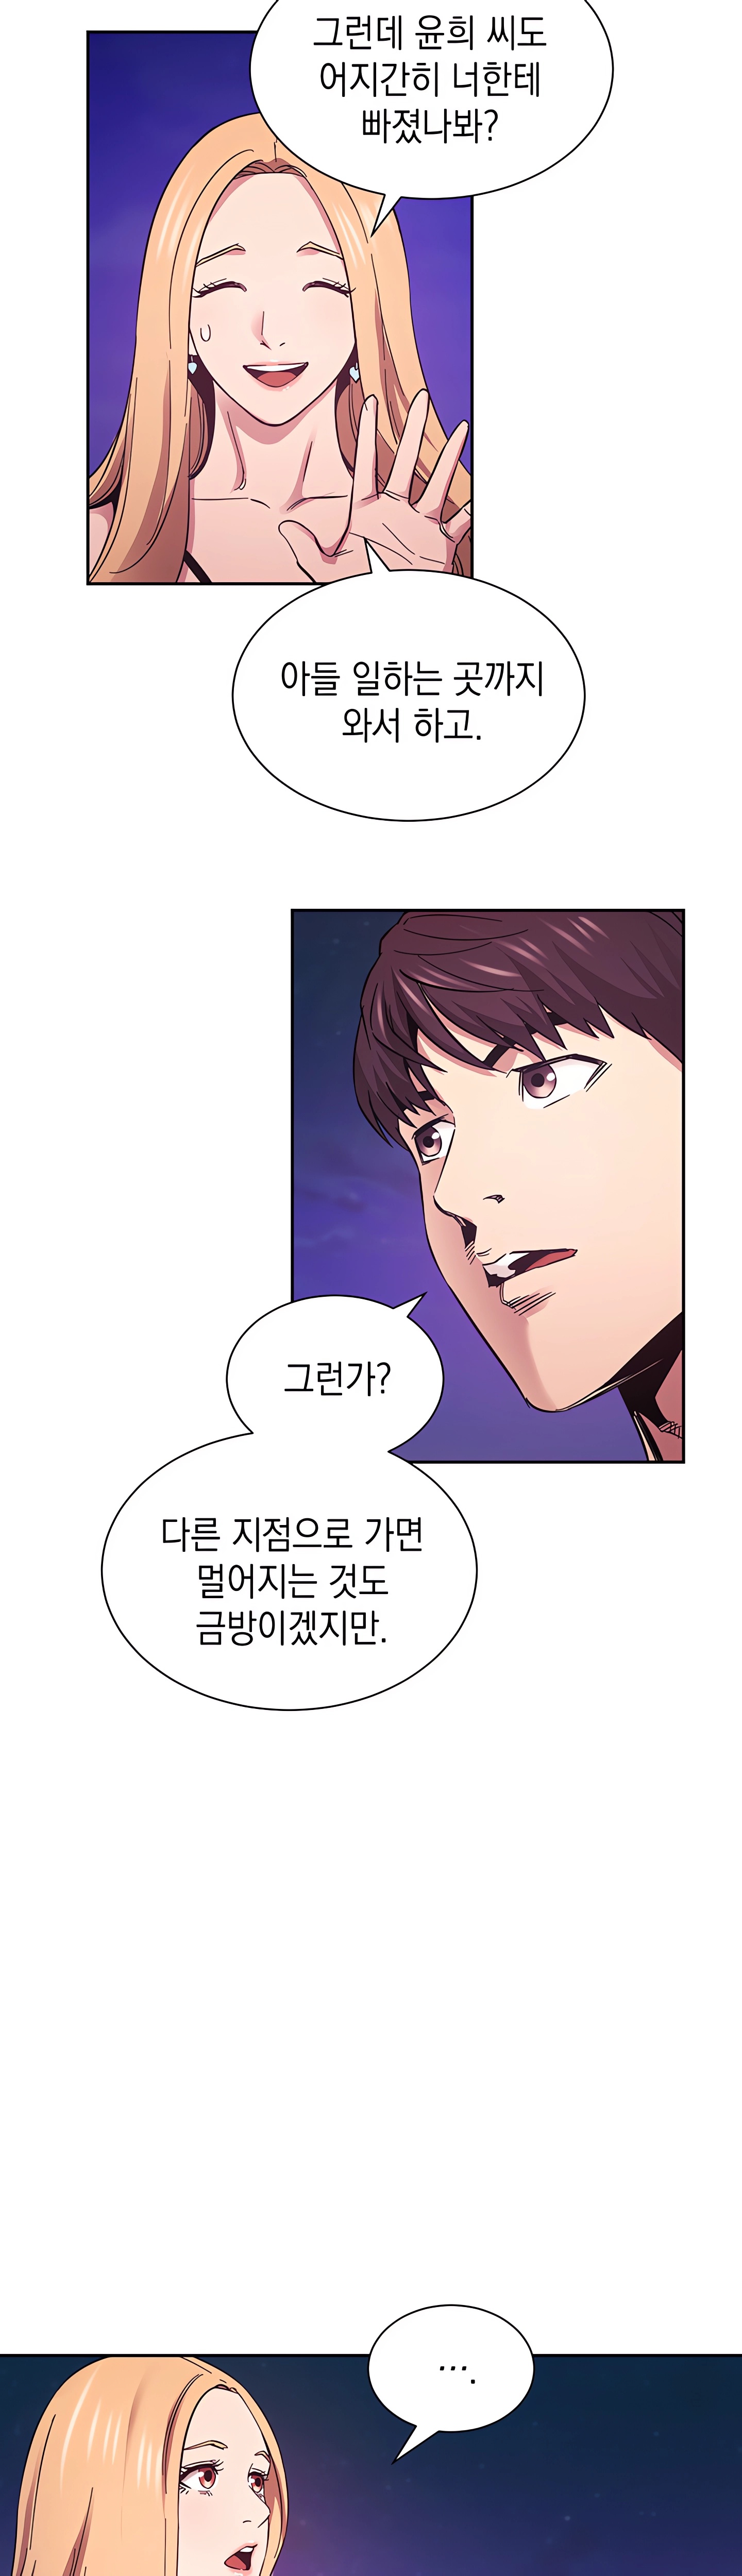 그런데 윤희 씨도
어지간히 너한테
빠졌나봐?
아들 일하는 곳까지
와서 하고.
그런가?
다른 지점으로 가면
멀어지는 것도
금방이겠지만.
….